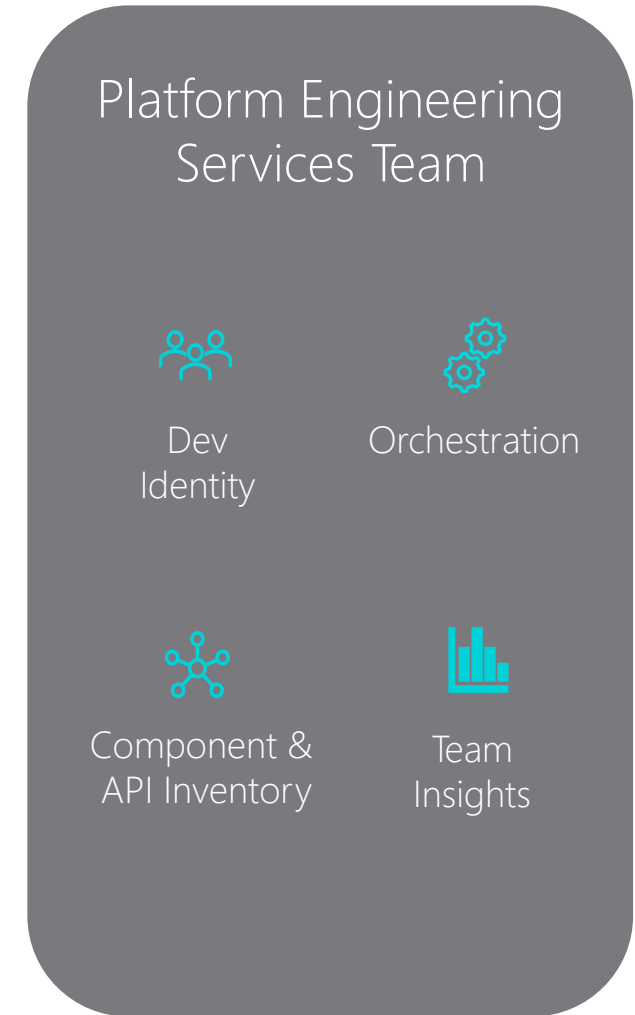 Platform Engineering
Services Team
Dev
Identity
Orchestration
Component &
API Inventory
Team
Insights